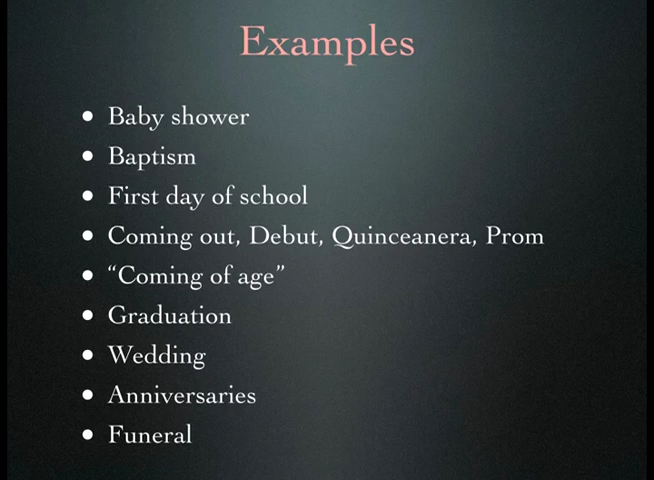 Examples
• Baby shower
• Baptism
• First day of school
• Coming out, Debut, Quinceanera, Prom
• “Coming of age”
• Graduation
• Wedding
• Anniversaries
• Funeral